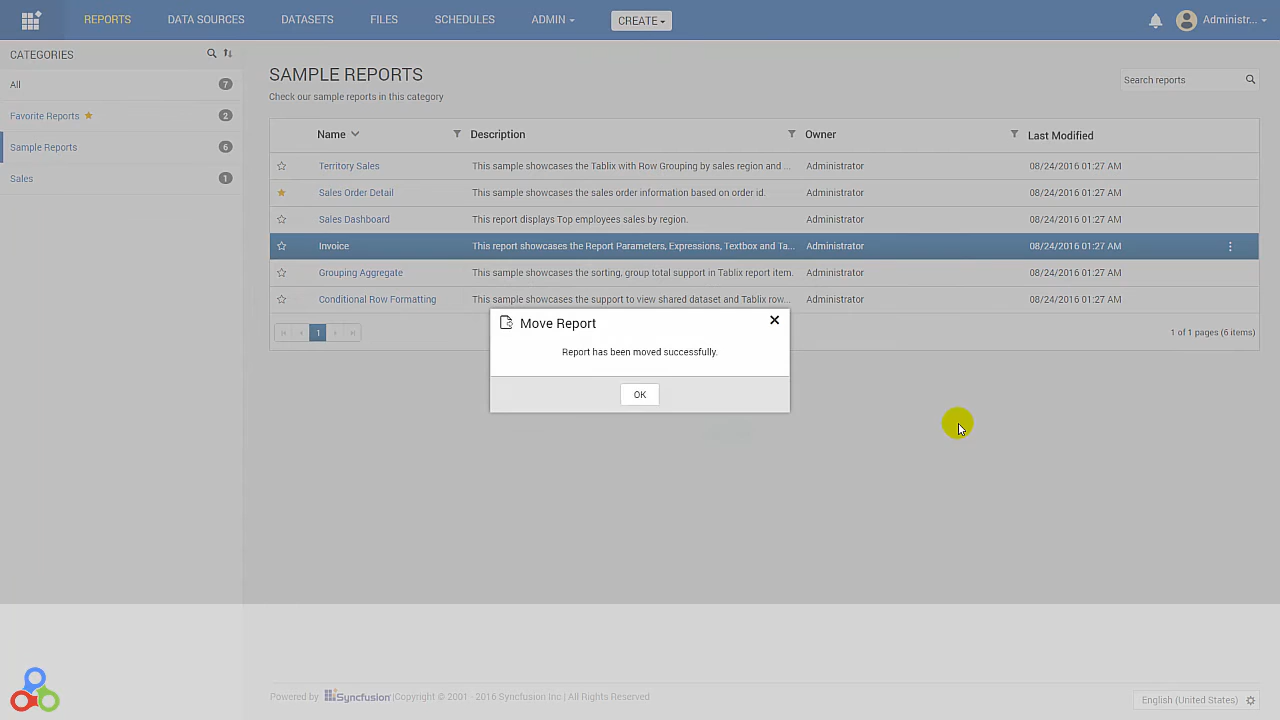 REPORTS DATA SOURCES DATASETS FILES SCHEDULES ADMIN CREATE Administr...
CATEGORIES
All 7
Favorite Reports 2
Sample Reports 6
Sales 1
SAMPLE REPORTS
Check our sample reports in this category
Search reports
Name Description Owner Last Modified
Territory Sales This sample showcases the Tablix with Row Grouping by sales region and ... Administrator 08/24/2016 01:27 AM
Sales Order Detail This sample showcases the sales order information based on order id. Administrator 08/24/2016 01:27 AM
Sales Dashboard This report displays Top employees sales by region. Administrator 08/24/2016 01:27 AM
Invoice This report showcases the Report Parameters, Expressions, Textbox and Ta... Administrator 08/24/2016 01:27 AM
Grouping Aggregate This sample showcases the sorting, group total support in Tablix report item. Administrator 08/24/2016 01:27 AM
Conditional Row Formatting This sample showcases the support to view shared dataset and Tablix row... Administrator 08/24/2016 01:27 AM
1 1 of 1 pages (6 items)
Move Report
Report has been moved successfully.
OK
Powered by Syncfusion |Copyright © 2001 - 2016 Syncfusion Inc | All Rights Reserved
English (United States)